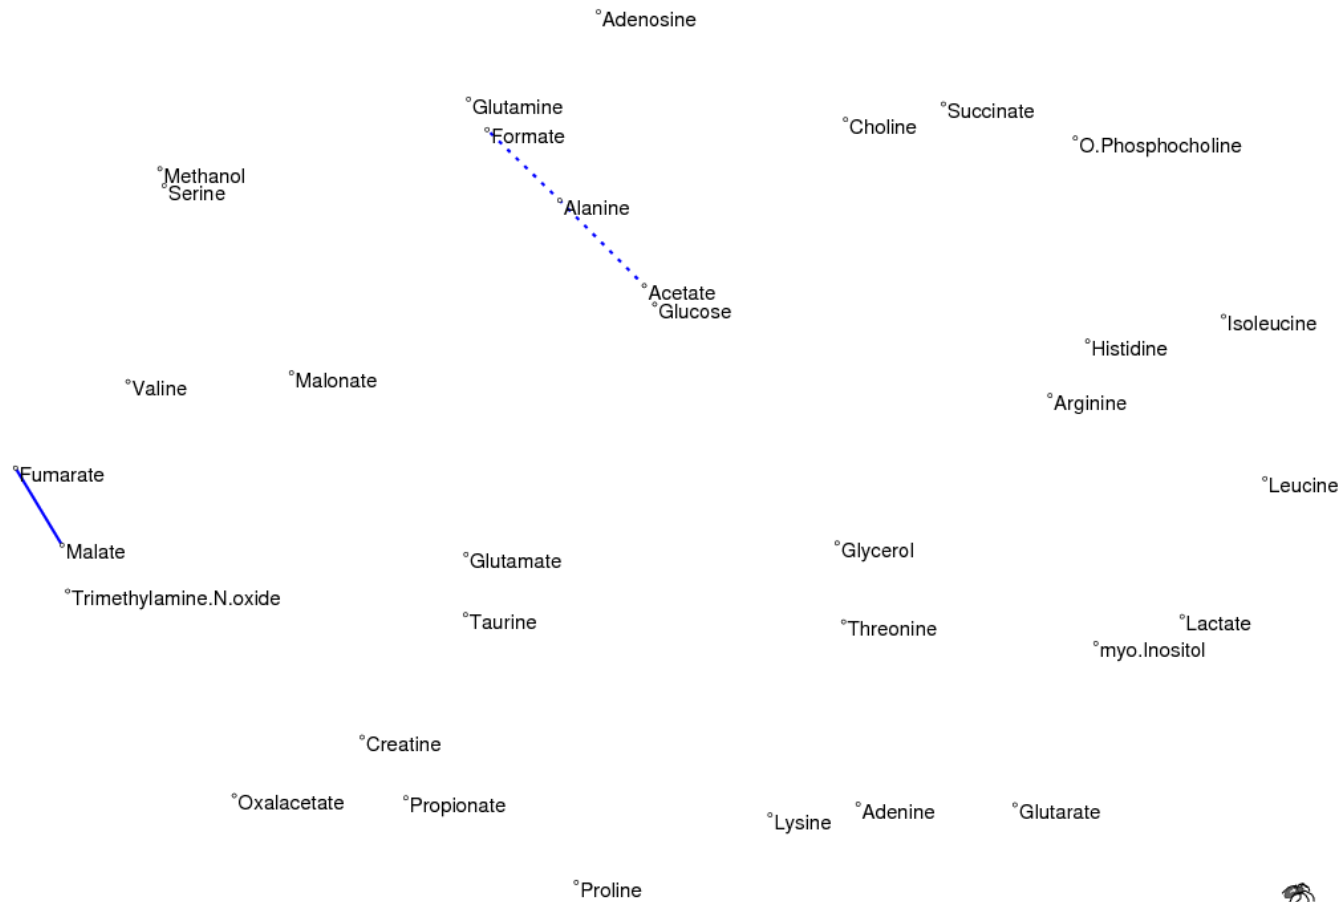 Adenosine
Glutamine
Formate
Choline
Succinate
O.Phosphocholine
Methanol
Serine
Alanine
Acetate
Glucose
Isoleucine
Histidine
Valine
Malonate
Arginine
Fumarate
Leucine
Malate
Glutamate
Glycerol
Trimethylamine.N.oxide
Taurine
Threonine
Lactate
myo.Inositol
Creatine
Oxalacetate
Propionate
Lysine
Adenine
Glutarate
Proline